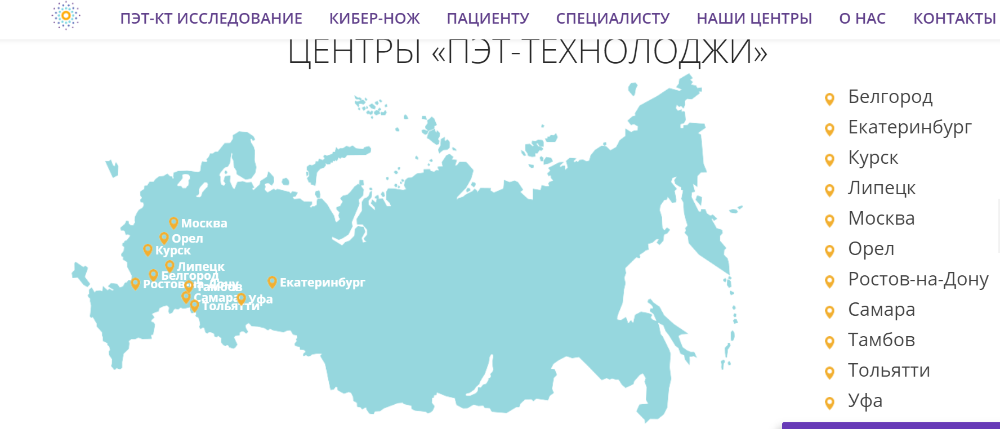 ПЭТ-КТ ИССЛЕДОВАНИЕ КИБЕР-НОЖ ПАЦИЕНТУ СПЕЦИАЛИСТУ НАШИ ЦЕНТРЫ О НАС КОНТАКТЫ
ЦЕНТРЫ «ПЭТ-ТЕХНОЛОДЖИ»
Москва
Орел
Курск
Липецк
Белгород
Ростов-на-Дону
Тамбов
Екатеринбург
Самара
Уфа
Тольятти
Белгород
Екатеринбург
Курск
Липецк
Москва
Орел
Ростов-на-Дону
Самара
Тамбов
Тольятти
Уфа